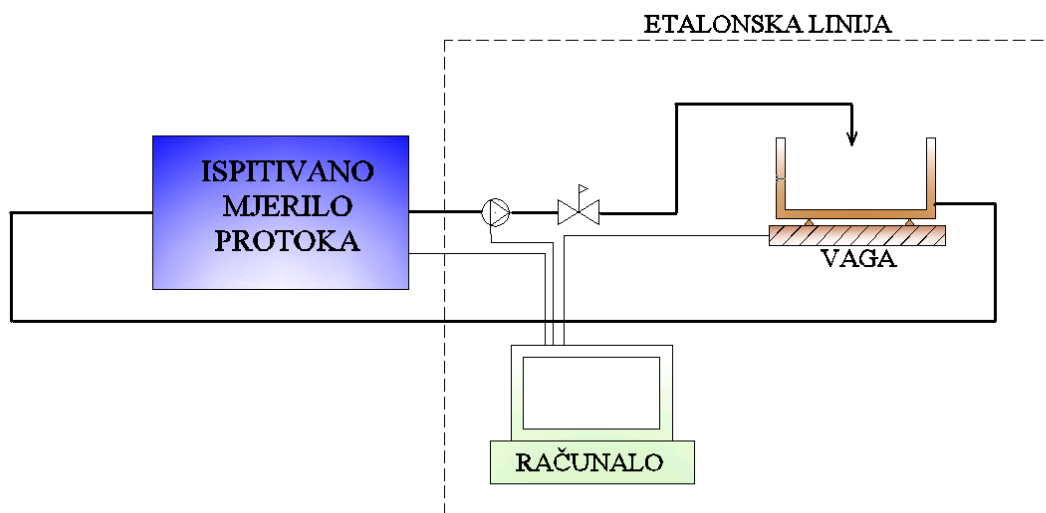 ETALONSKA LINIJA
ISPITIVANO
MJERILO
PROTOKA
VAGA
RAČUNALO